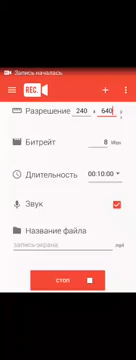 Запись началась
REC.
Разрешение 240 x 640
Битрейт 8 Mbps
Длительность 00:10:00
Звук
Название файла
запись-экрана. .mp4
СТОП